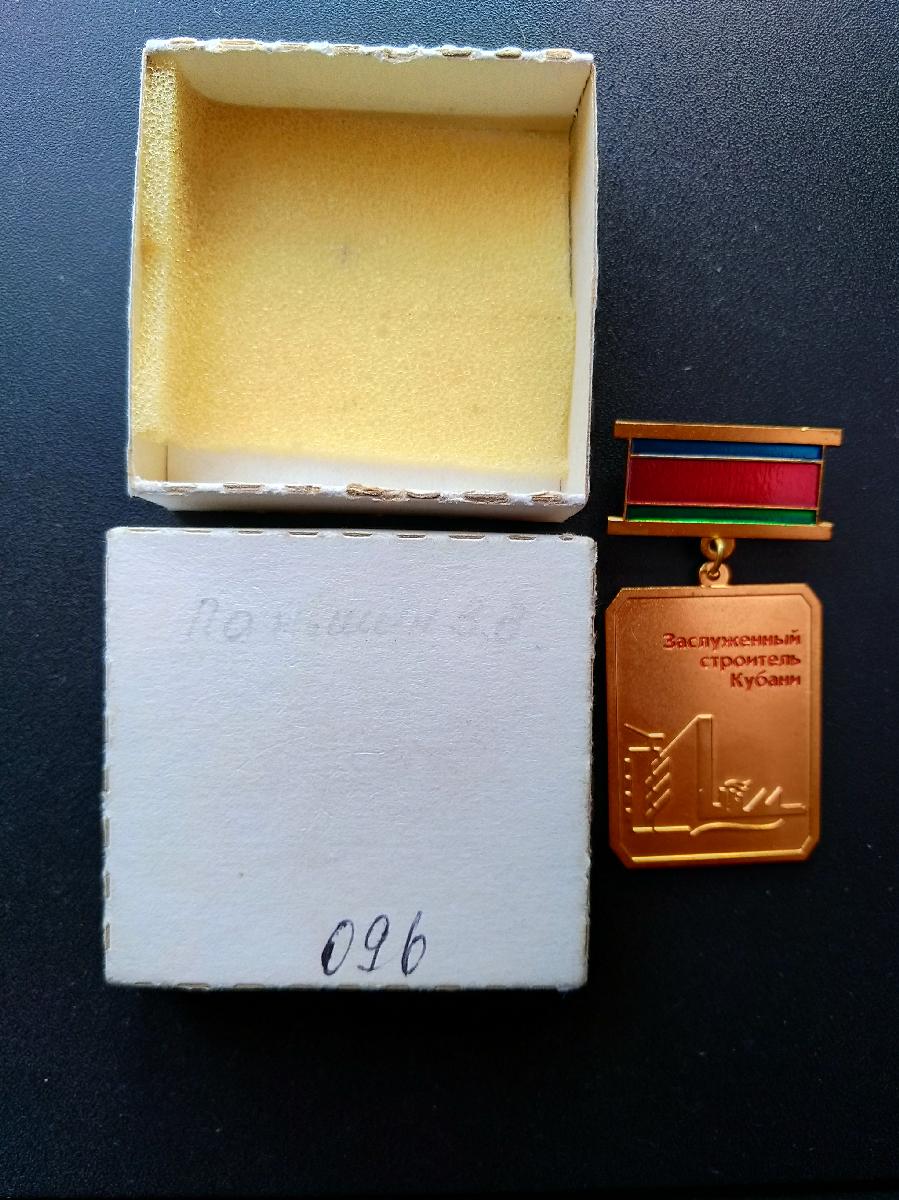 096
Заслуженный
строитель
Кубани